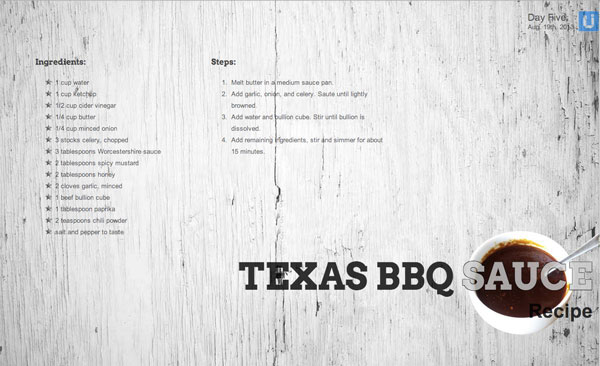 Day Five:
Aug. 19th, 2013
U
Ingredients:
1 cup water
1 cup ketchup
1/2 cup cider vinegar
1/4 cup butter
1/4 cup minced onion
3 stocks celery, chopped
3 tablespoons Worcestershire sauce
2 tablespoons spicy mustard
2 tablespoons honey
2 cloves garlic, minced
1 beef bullion cube
1 tablespoon paprika
2 teaspoons chili powder
salt and pepper to taste
Steps:
1. Melt butter in a medium sauce pan.
2. Add garlic, onion, and celery. Saute until lightly
browned.
3. Add water and bullion cube. Stir until bullion is
dissolved.
4. Add remaining ingredients, stir and simmer for about
15 minutes.
TEXAS BBQ SAUCE
Recipe